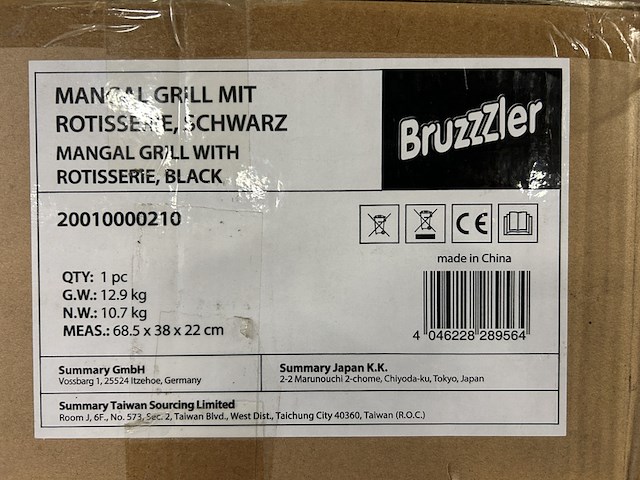 MANGAL GRILL MIT
ROTISSERIE, SCHWARZ
MANGAL GRILL WITH
ROTISSERIE, BLACK
Bruzzzler
20010000210
CE
made in China
QTY: 1 pc
G.W.: 12.9 kg
N.W.: 10.7 kg
MEAS.: 68.5 x 38 x 22 cm
4 046228 289564
Summary GmbH
Vossbarg 1, 25524 Itzehoe, Germany
Summary Japan K.K.
2-2 Marunouchi 2-chome, Chiyoda-ku, Tokyo, Japan
Summary Taiwan Sourcing Limited
Room J, 6F., No. 573, Sec. 2, Taiwan Blvd., West Dist., Taichung City 40360, Taiwan (R.O.C.)